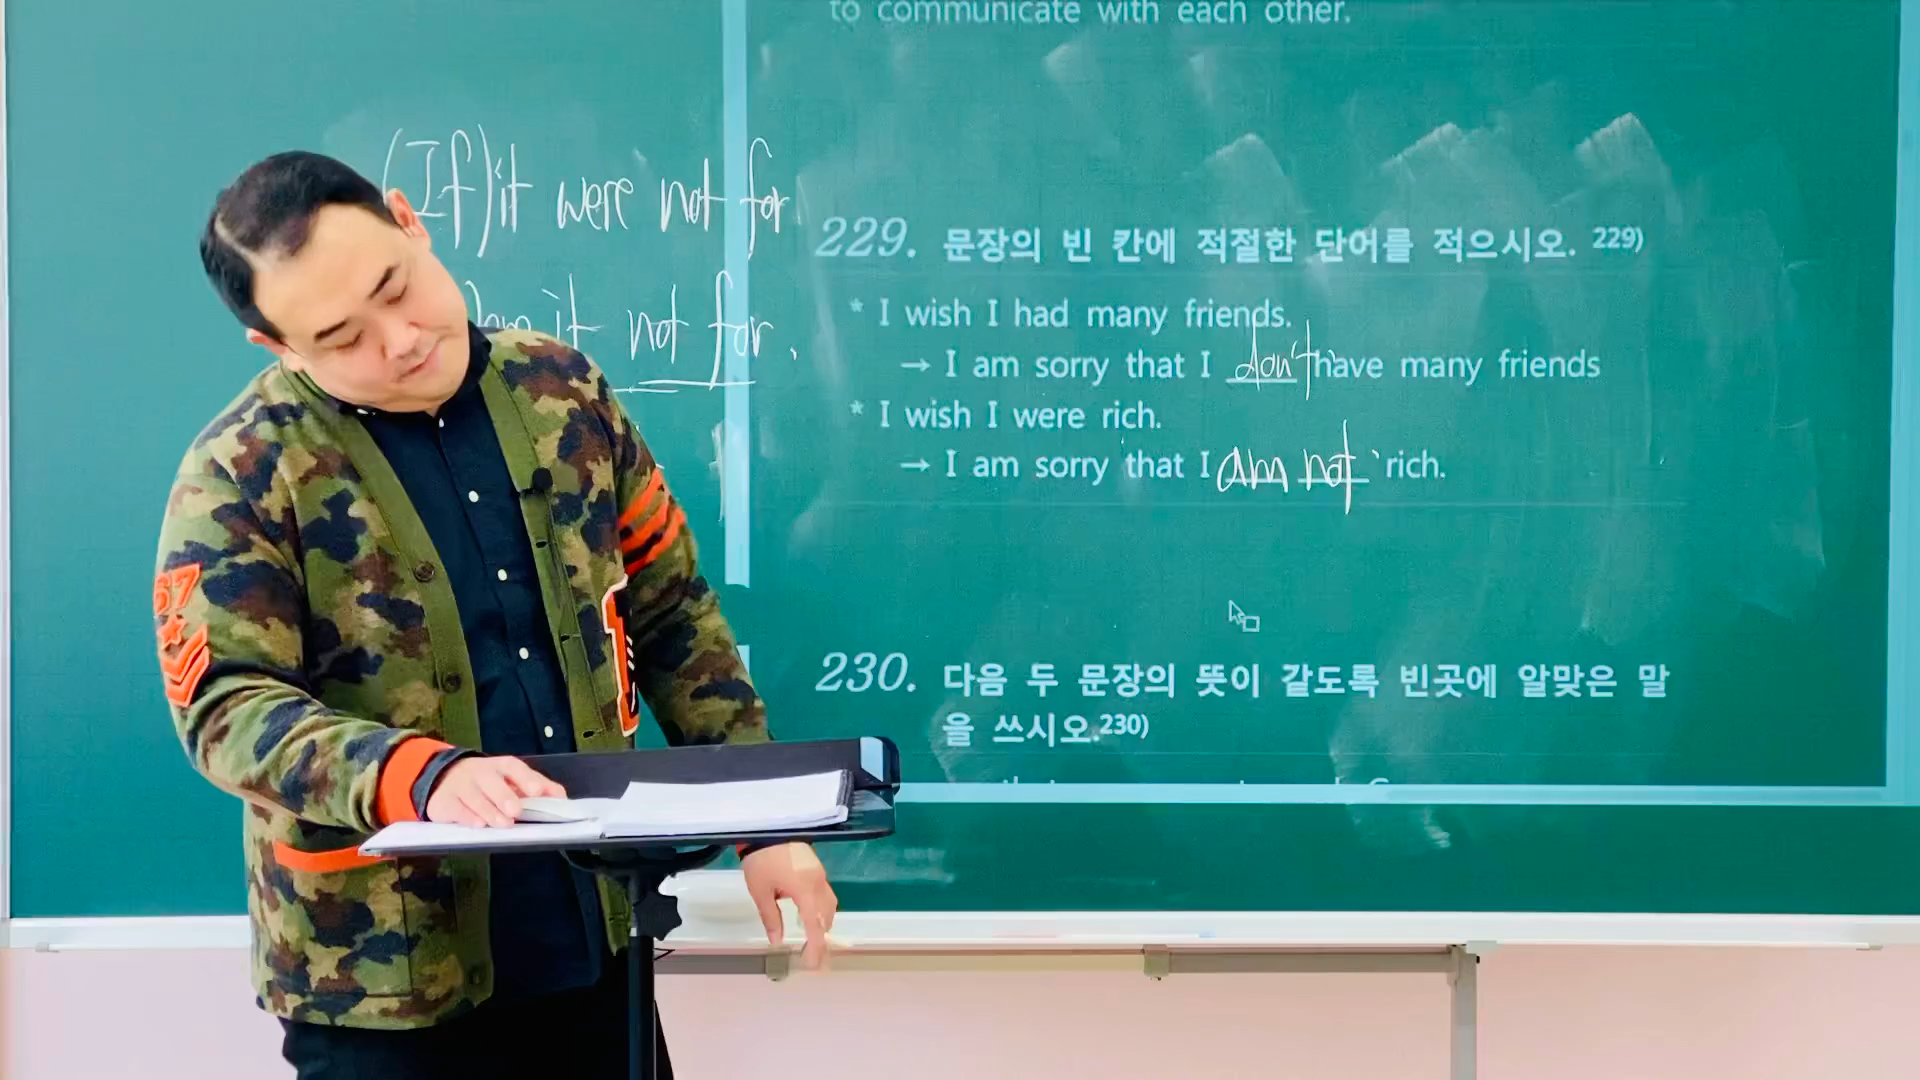 to communicate with each other.
(If) it were not for
it not for.
229. 문장의 빈 칸에 적절한 단어를 적으시오. 229)
* I wish I had many friends.
→ I am sorry that I don't have many friends
* I wish I were rich.
→ I am sorry that I am not rich.
230. 다음 두 문장의 뜻이 같도록 빈곳에 알맞은 말
을 쓰시오.230)
67